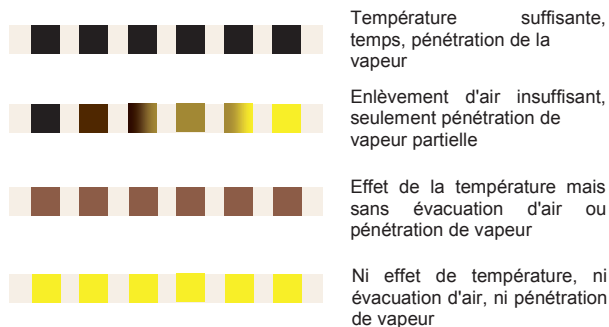 Température suffisante,
temps, pénétration de la
vapeur
Enlèvement d'air insuffisant,
seulement pénétration de
vapeur partielle
Effet de la température mais
sans évacuation d'air ou
pénétration de vapeur
Ni effet de température, ni
évacuation d'air, ni pénétration
de vapeur